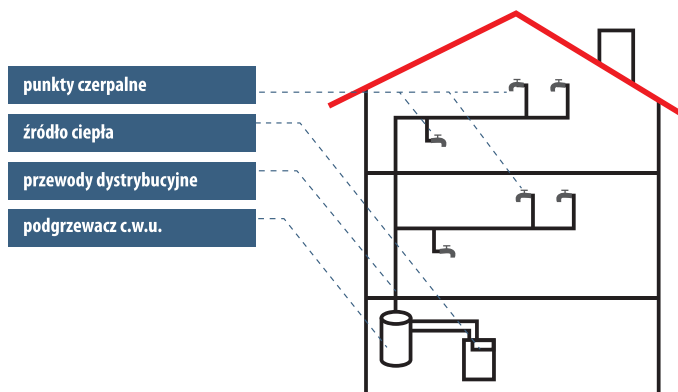 punkty czerpalne
źródło ciepła
przewody dystrybucyjne
podgrzewacz c.w.u.